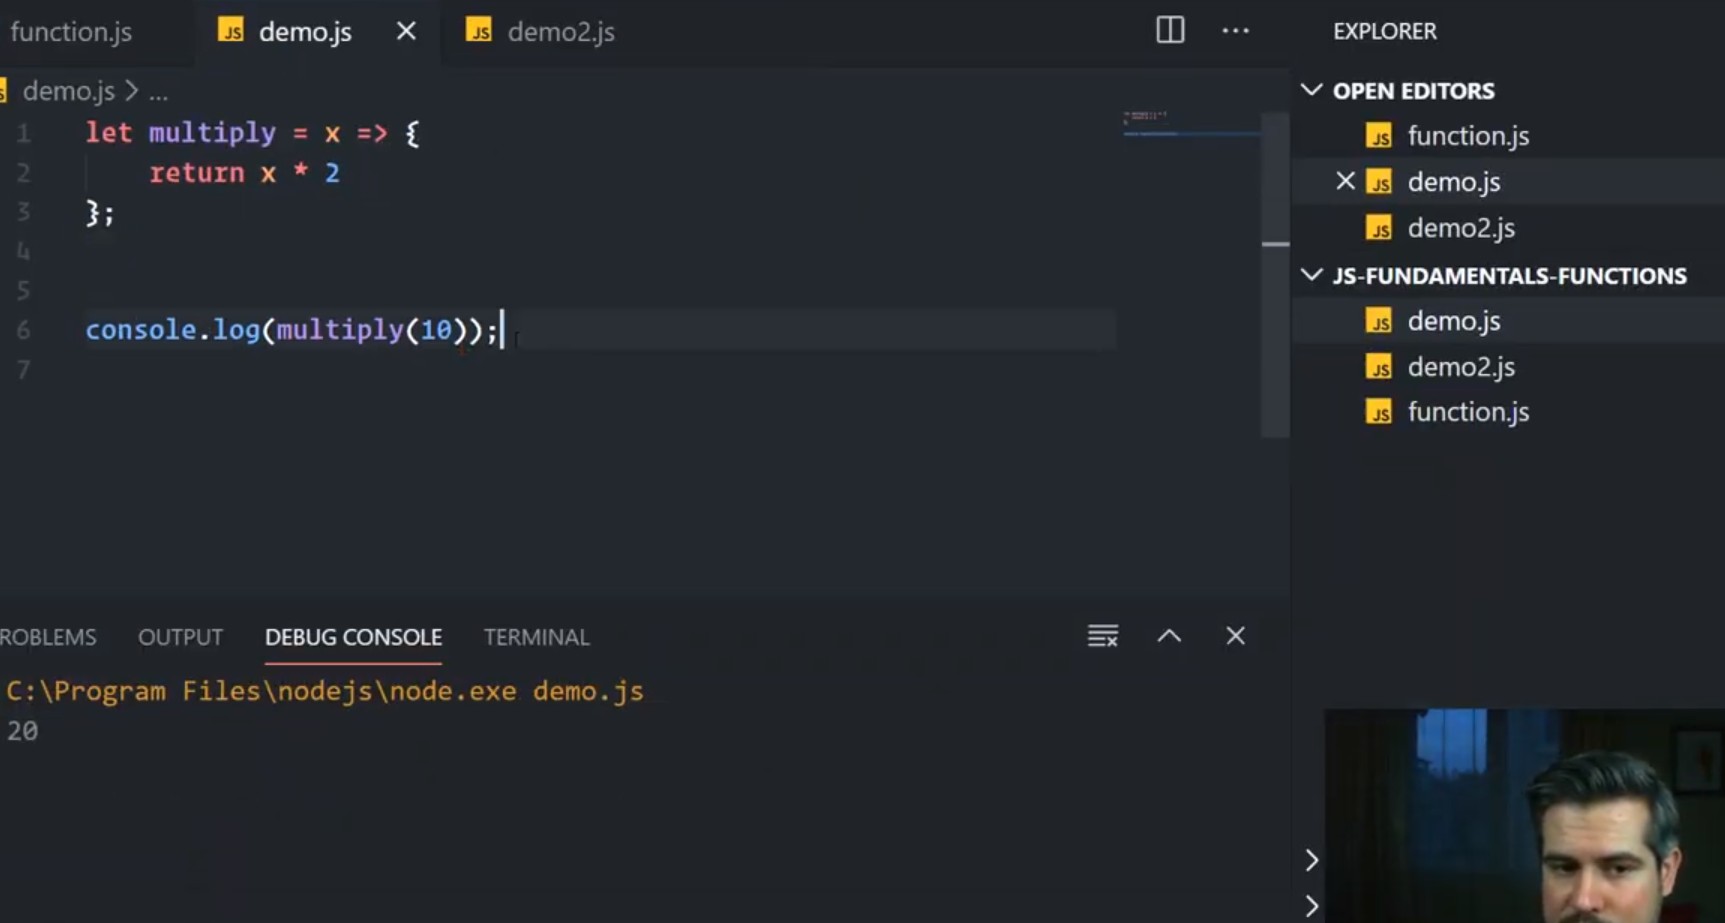 function.js
JS demo.js
JS demo2.js
EXPLORER
demo.js > ...
1 let multiply = x => {
2 return x * 2
3 };
4
5
6 console.log(multiply(10));
7
OPEN EDITORS
JS function.js
JS demo.js
JS demo2.js
JS-FUNDAMENTALS-FUNCTIONS
JS demo.js
JS demo2.js
JS function.js
ROBLEMS OUTPUT DEBUG CONSOLE TERMINAL
C:\Program Files\nodejs\node.exe demo.js
20